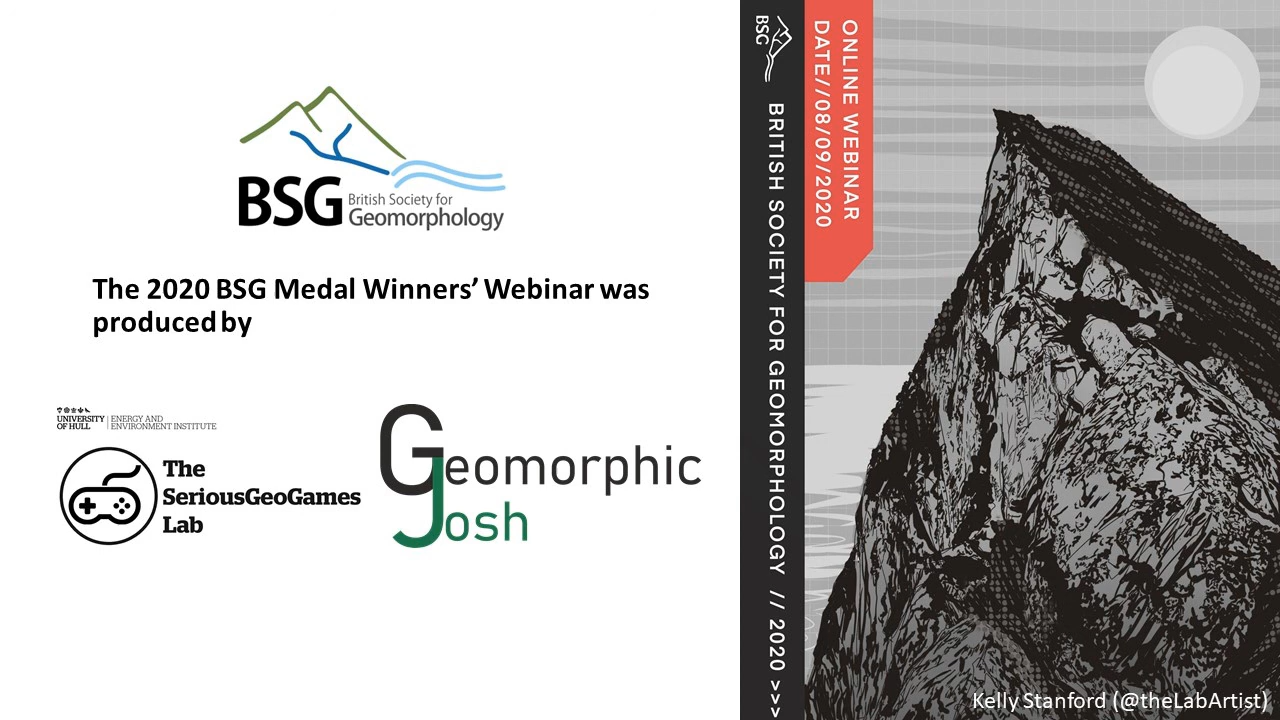 BSG
British Society for
Geomorphology
The 2020 BSG Medal Winners’ Webinar was
produced by
UNIVERSITY
OF HULL
ENERGY AND
ENVIRONMENT INSTITUTE
The
SeriousGeoGames
Lab
Geomorphic
Josh
BSG
BRITISH SOCIETY FOR GEOMORPHOLOGY // 2020 >>>
ONLINE WEBINAR
DATE//08/09/2020
Kelly Stanford (@theLabArtist)